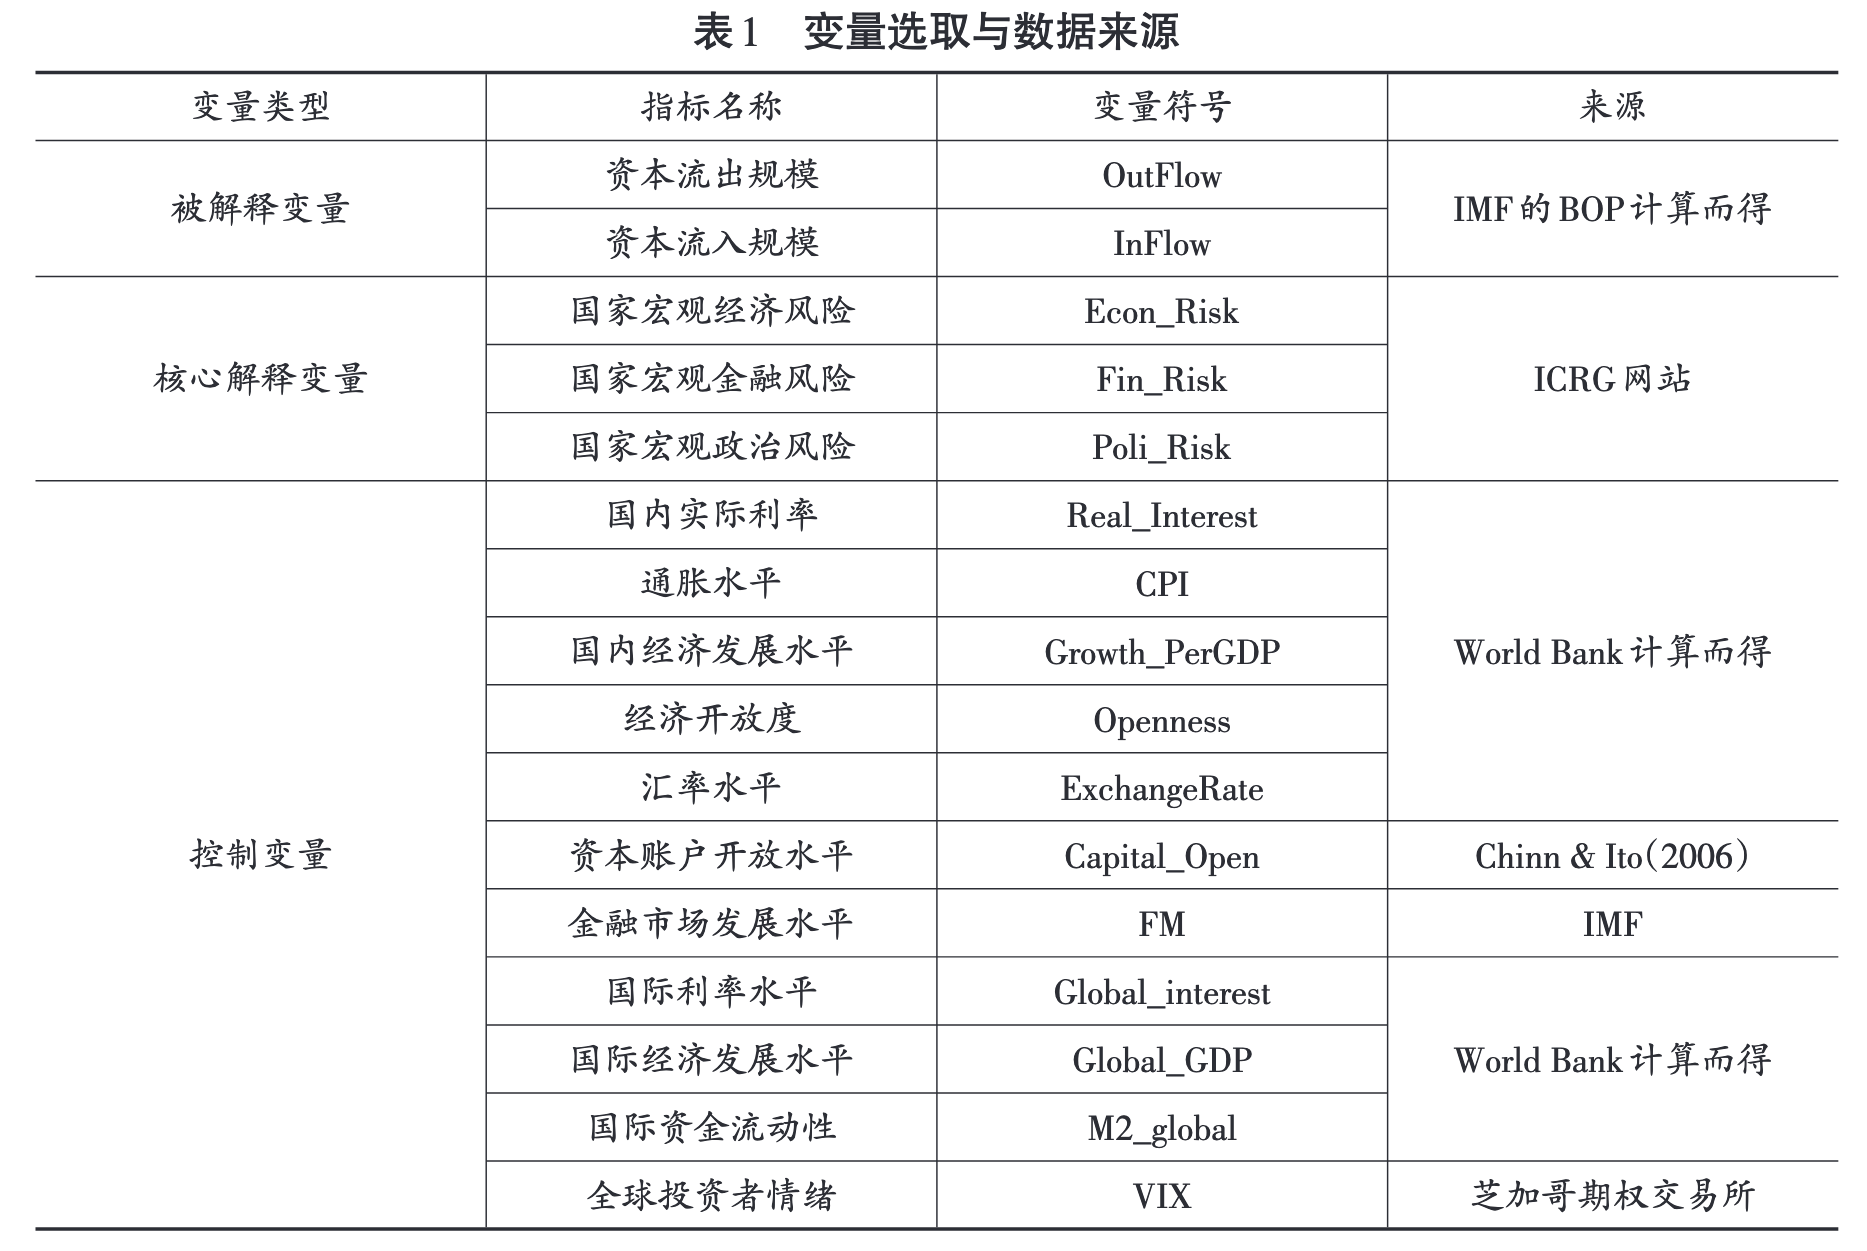 表1 变量选取与数据来源
变量类型 指标名称 变量符号 来源
被解释变量 资本流出规模 OutFlow IMF的BOP计算而得
资本流入规模 InFlow
核心解释变量 国家宏观经济风险 Econ_Risk ICRG网站
国家宏观金融风险 Fin_Risk
国家宏观政治风险 Poli_Risk
控制变量 国内实际利率 Real_Interest World Bank计算而得
通胀水平 CPI
国内经济发展水平 Growth_PerGDP
经济开放度 Openness
汇率水平 ExchangeRate
资本账户开放水平 Capital_Open Chinn & Ito(2006)
金融市场发展水平 FM IMF
国际利率水平 Global_interest World Bank计算而得
国际经济发展水平 Global_GDP
国际资金流动性 M2_global
全球投资者情绪 VIX 芝加哥期权交易所